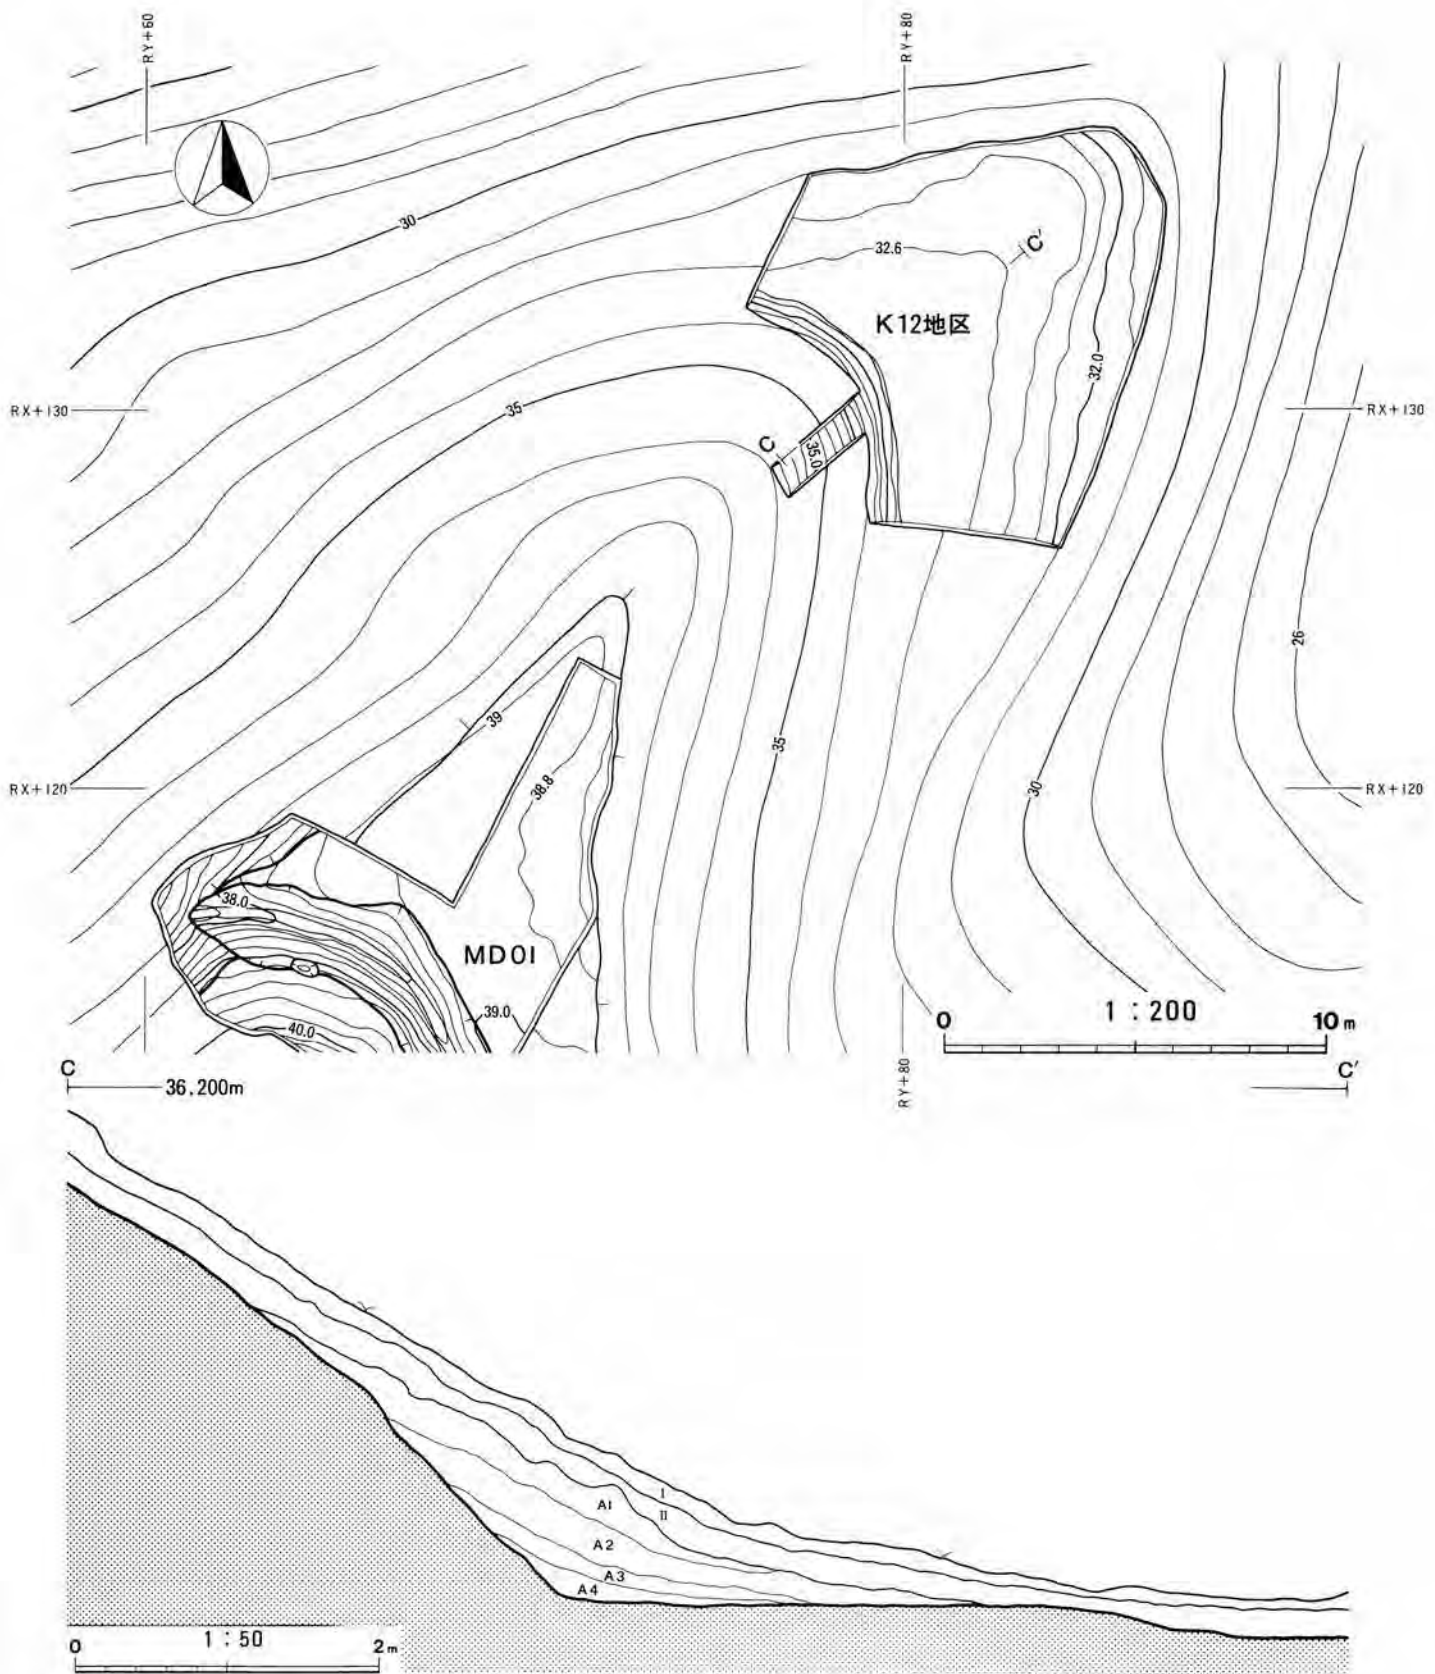 RY+60
RY+80
30
32.6
C'
K12地区
32.0
RX+130
35
C
35.0
RX+130
26
39
35
38.8
RX+120
30
RX+120
38.0
MD01
39.0
40.0
1:200
0 10m
RY+80
C
36.200m
C'
I
II
A1
A2
A3
A4
1:50
0 2m